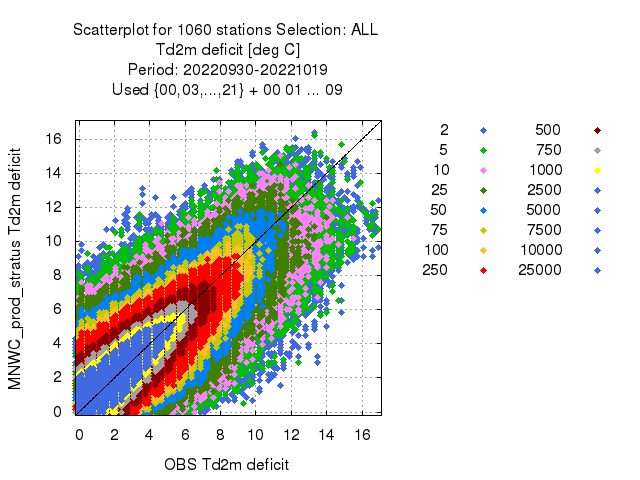 Scatterplot for 1060 stations Selection: ALL
Td2m deficit [deg C]
Period: 20220930-20221019
Used {00,03,...,21} + 00 01 ... 09
MNWC_prod_stratus Td2m deficit
16
14
12
10
8
6
4
2
0
0 2 4 6 8 10 12 14 16
OBS Td2m deficit
2 500
5 750
10 1000
25 2500
50 5000
75 7500
100 10000
250 25000